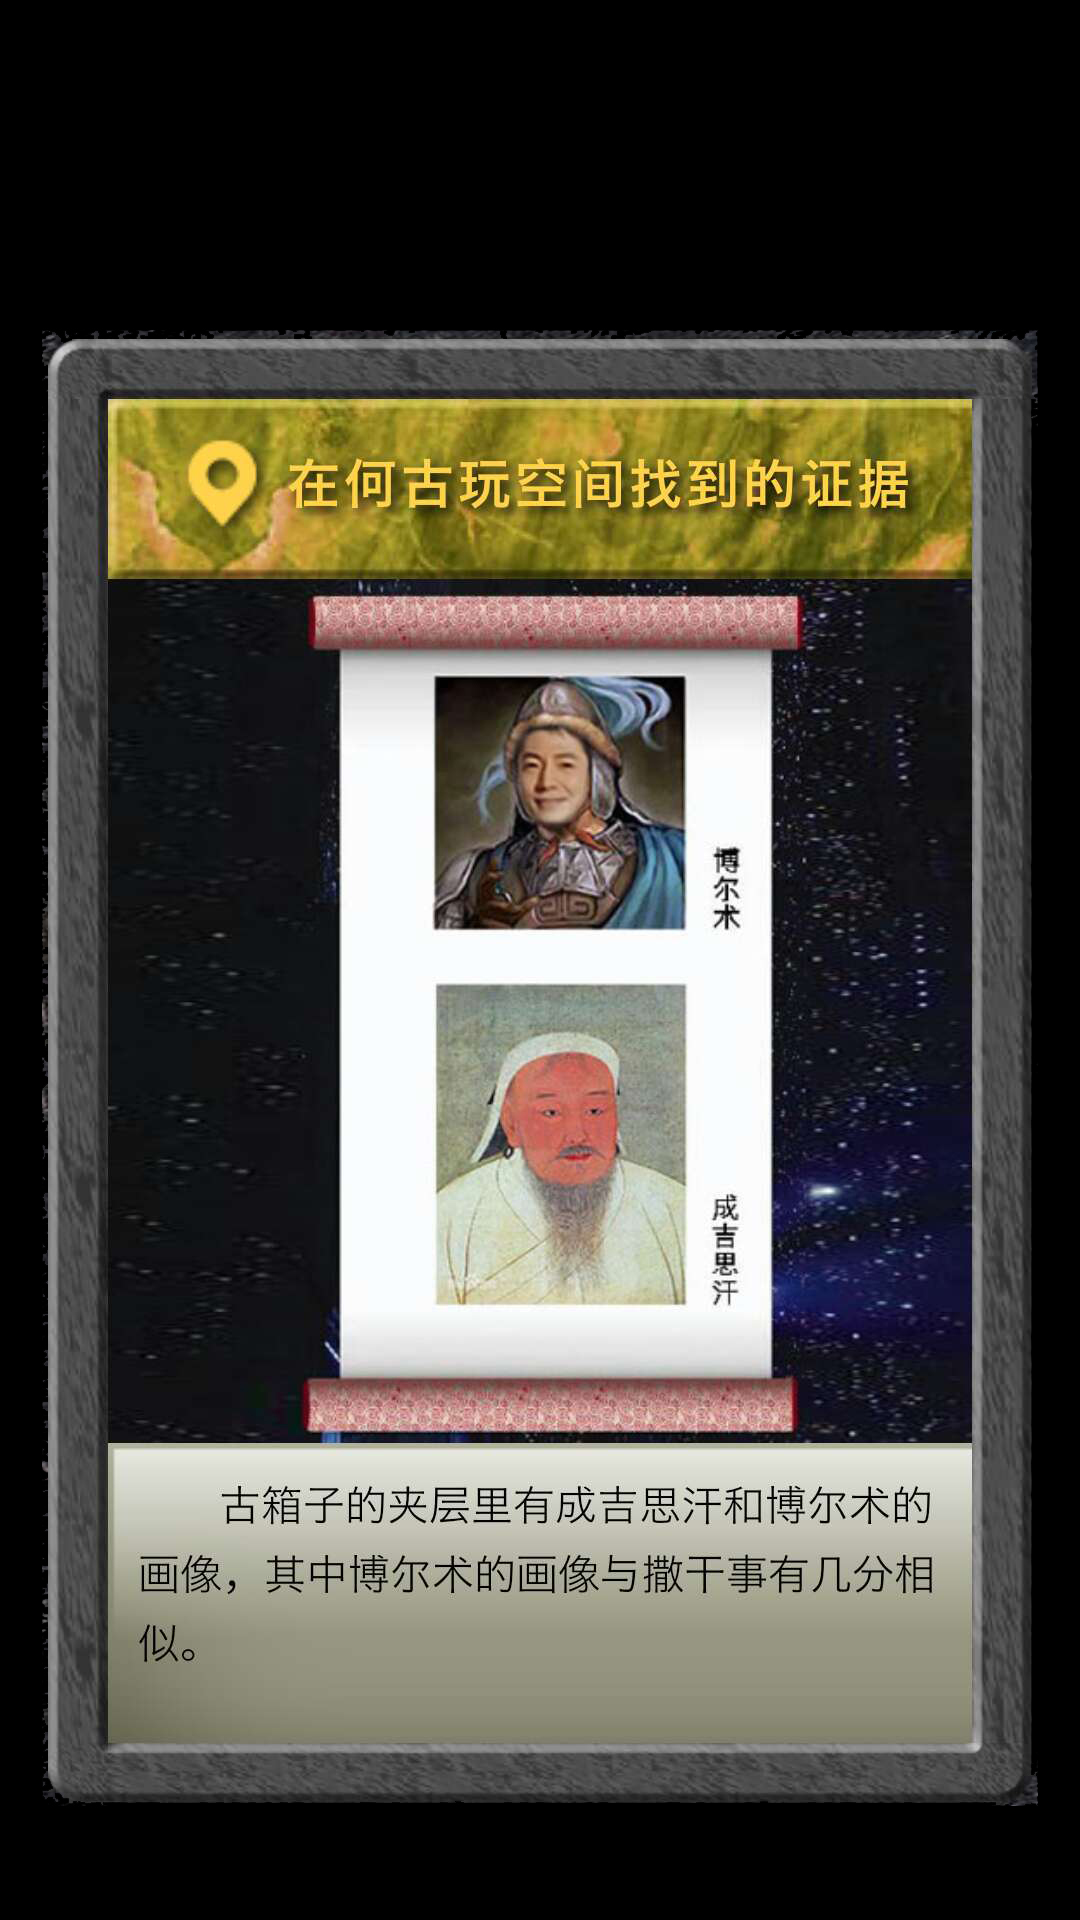 在何古玩空间找到的证据
博尔术
成吉思汗
古箱子的夹层里有成吉思汗和博尔术的
画像，其中博尔术的画像与撒干事有几分相
似。